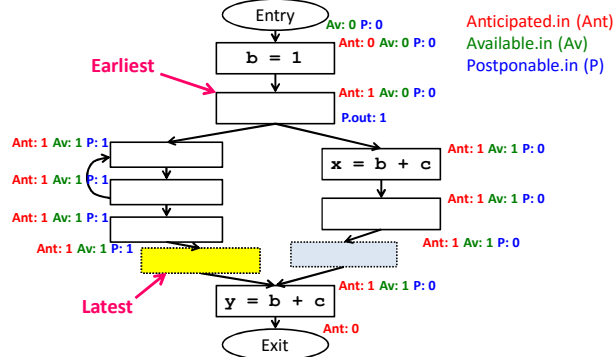 Entry
Av: 0 P: 0
Anticipated.in (Ant)
Available.in (Av)
Postponable.in (P)
Ant: 0 Av: 0 P: 0
b = 1
Earliest
Ant: 1 Av: 0 P: 0
P.out: 1
Ant: 1 Av: 1 P: 1
x = b + c
Ant: 1 Av: 1 P: 0
Ant: 1 Av: 1 P: 1
Ant: 1 Av: 1 P: 0
Ant: 1 Av: 1 P: 1
Ant: 1 Av: 1 P: 1
Ant: 1 Av: 1 P: 0
Latest
y = b + c
Ant: 1 Av: 1 P: 0
Ant: 0
Exit